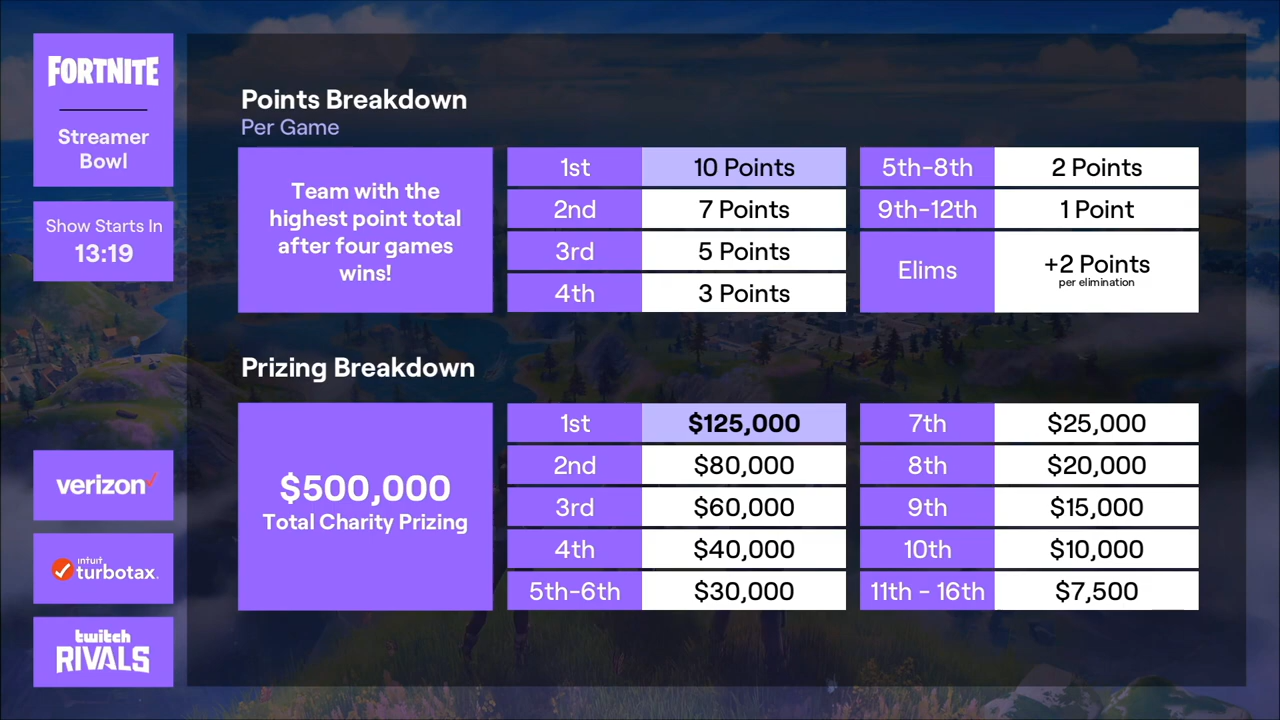 FORTNITE
Streamer
Bowl
Show Starts In
13:19
verizon
intuit
turbotax.
twitch
RIVALS
Points Breakdown
Per Game
Team with the
highest point total
after four games
wins!
1st 10 Points
2nd 7 Points
3rd 5 Points
4th 3 Points
5th-8th 2 Points
9th-12th 1 Point
Elims +2 Points
per elimination
Prizing Breakdown
$500,000
Total Charity Prizing
1st $125,000
2nd $80,000
3rd $60,000
4th $40,000
5th-6th $30,000
7th $25,000
8th $20,000
9th $15,000
10th $10,000
11th - 16th $7,500